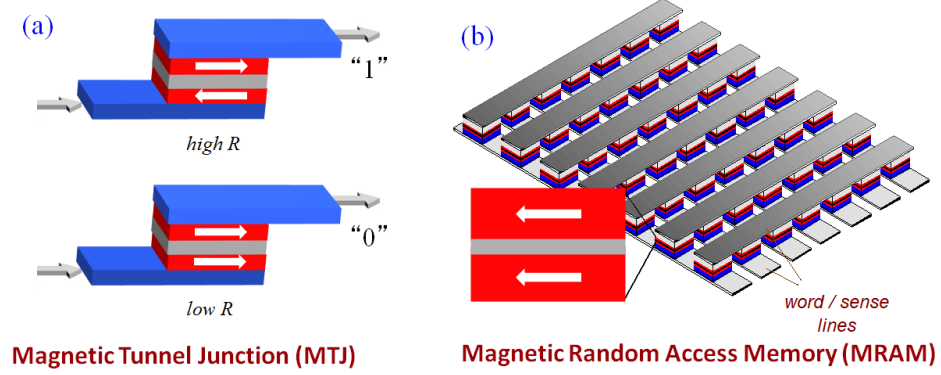 (a)
“1”
high R
“0”
low R
Magnetic Tunnel Junction (MTJ)
(b)
word / sense
lines
Magnetic Random Access Memory (MRAM)